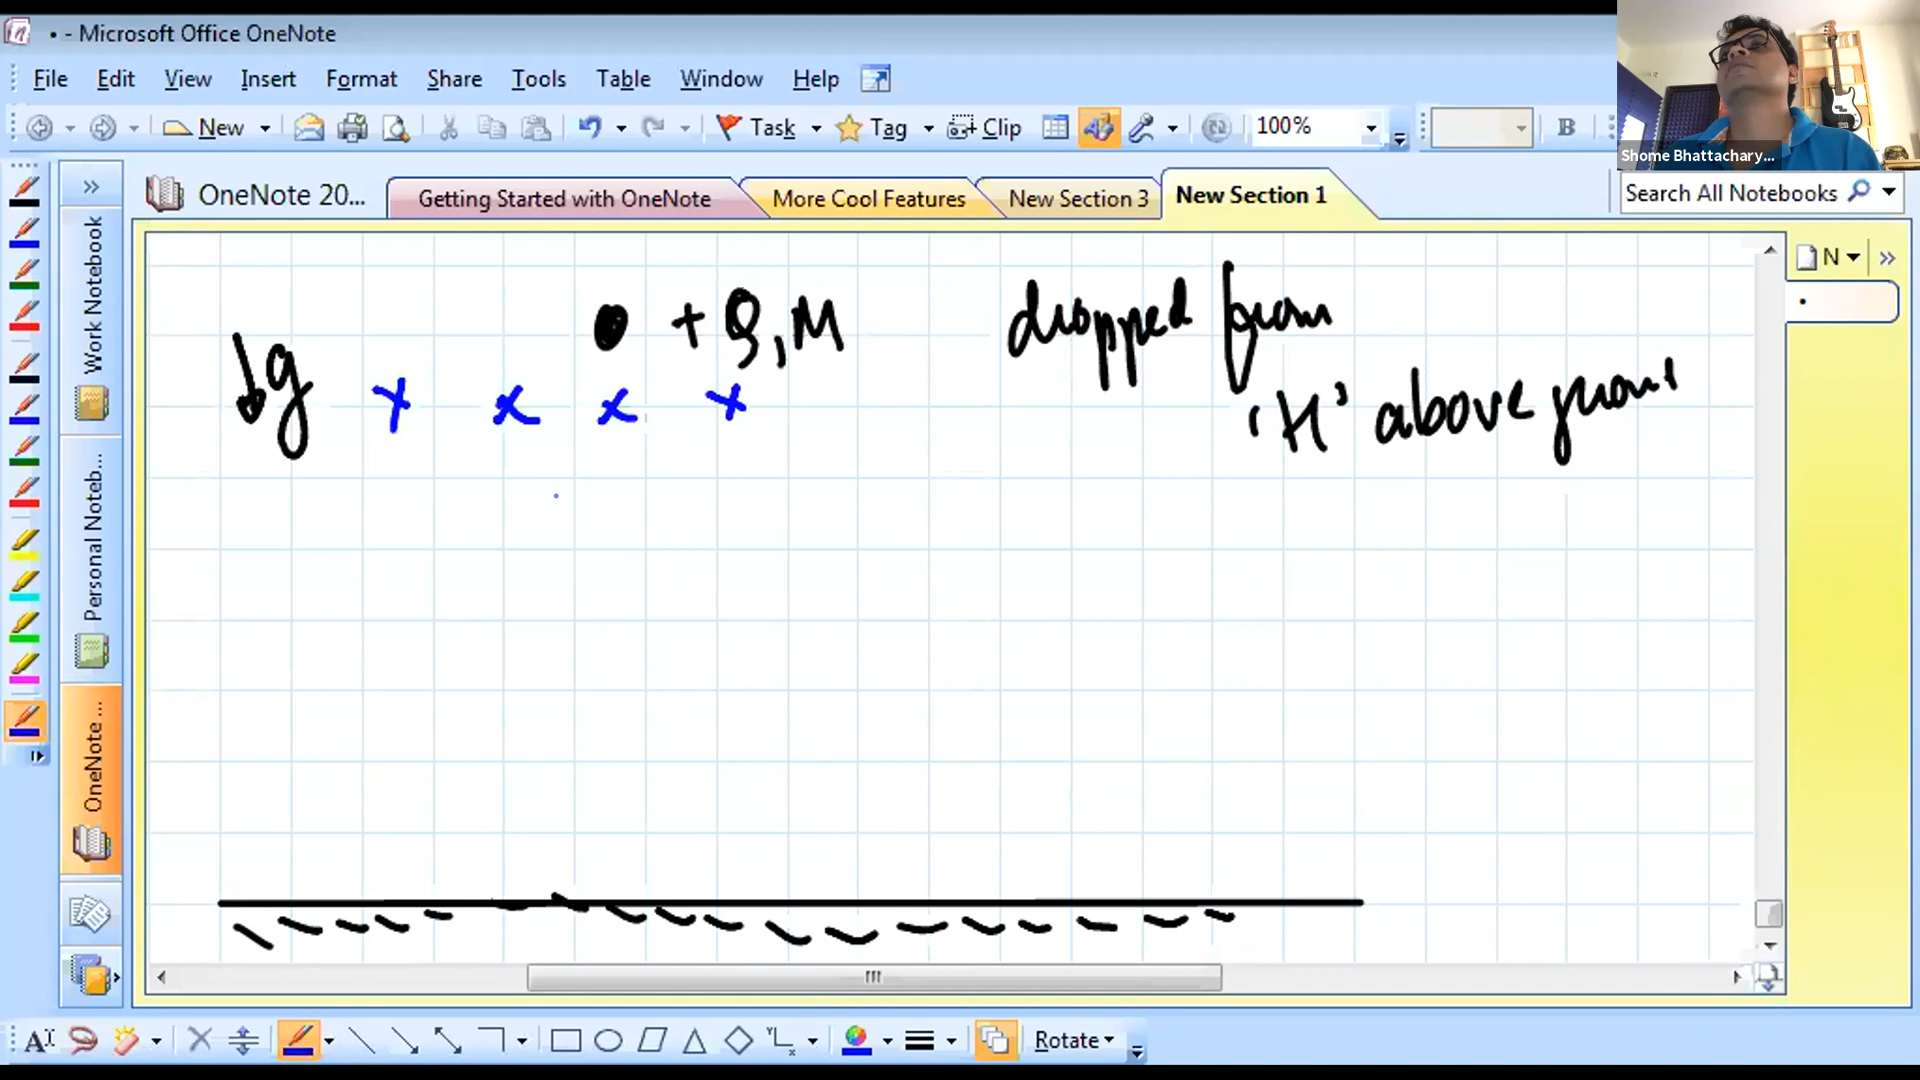 • - Microsoft Office OneNote
File Edit View Insert Format Share Tools Table Window Help
New Task Tag Clip 100% B
Shome Bhattachary...
OneNote 20... Getting Started with OneNote More Cool Features New Section 3 New Section 1
Search All Notebooks
N
Work Notebook
Personal Noteb...
OneNote ...
+ Q, M dropped from
g x x x x
'H' above
A Rotate